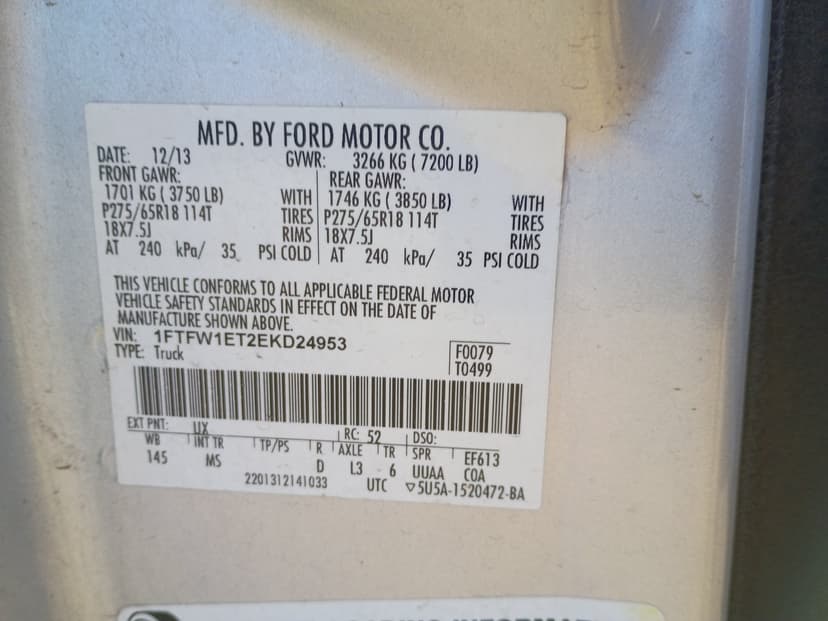 MFD. BY FORD MOTOR CO.
DATE: 12/13 GVWR: 3266 KG ( 7200 LB)
FRONT GAWR: REAR GAWR:
1701 KG ( 3750 LB) WITH 1746 KG ( 3850 LB) WITH
P275/65R18 114T TIRES P275/65R18 114T TIRES
18X7.5J RIMS 18X7.5J RIMS
AT 240 kPa/ 35 PSI COLD AT 240 kPa/ 35 PSI COLD
THIS VEHICLE CONFORMS TO ALL APPLICABLE FEDERAL MOTOR
VEHICLE SAFETY STANDARDS IN EFFECT ON THE DATE OF
MANUFACTURE SHOWN ABOVE.
VIN: 1FTFW1ET2EKD24953
TYPE: Truck
F0079
T0499
EXT PNT: UX RC: 52 DSO:
WB INT TR TP/PS R AXLE TR SPR EF613
145 MS D L3 6 UUAA COA
2201312141033 UTC ▽5U5A-1520472-BA